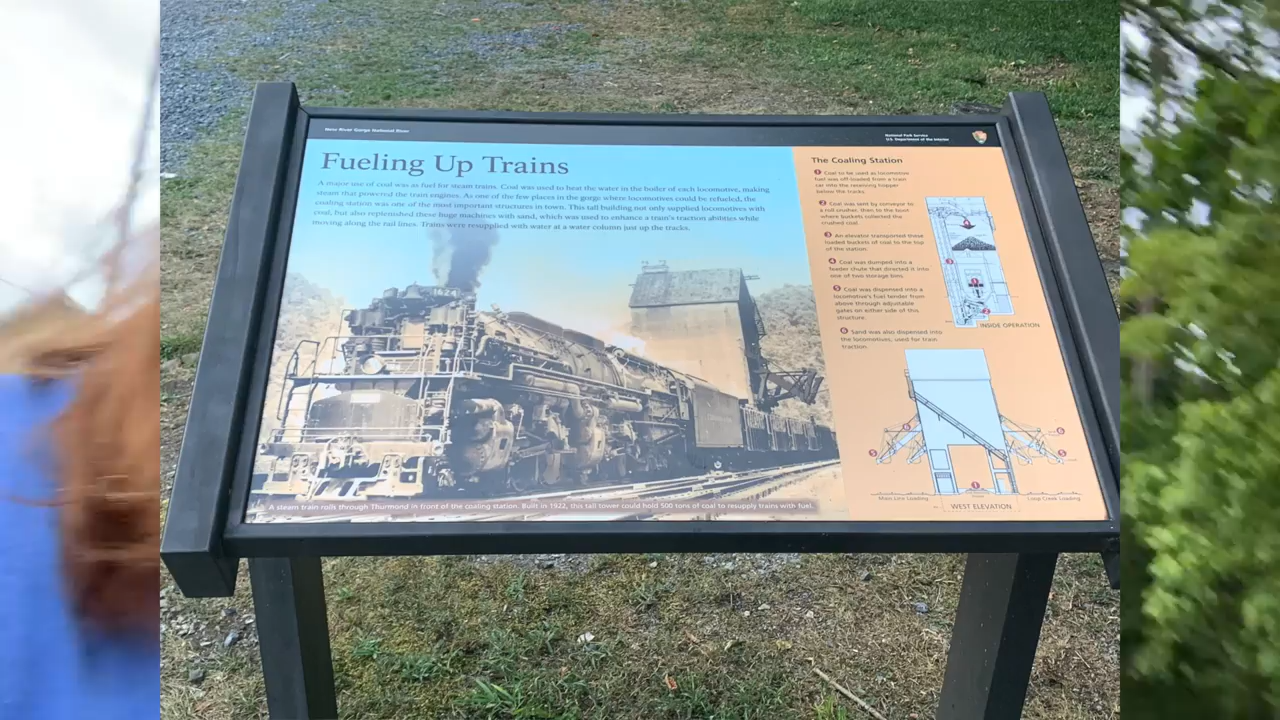 New River Gorge National River
National Park Service
U.S. Department of the Interior
Fueling Up Trains
A major use of coal was as fuel for steam trains. Coal was used to heat the water in the boiler of each locomotive, making
steam that powered the train engines. As one of the few places in the gorge where locomotives could be refueled, the
coaling station was one of the most important structures in town. This tall building not only supplied locomotives with
coal, but also replenished these huge machines with sand, which was used to enhance a train's traction abilities while
moving along the rail lines. Trains were resupplied with water at a water column just up the tracks.
A steam train rolls through Thurmond in front of the coaling station. Built in 1922, this tall tower could hold 500 tons of coal to resupply trains with fuel.
The Coaling Station
1 Coal to be used as locomotive
fuel was off-loaded from a train
car into the receiving hopper
below the tracks.
2 Coal was sent by conveyor to
a roll crusher, then to the
where buckets collected the
crushed coal.
3 An elevator transported these
loaded buckets of coal to the top
of the station.
4 Coal was dumped into a
feeder chute that directed it into
one of two storage bins.
5 Coal was dispensed into a
locomotive's fuel tender from
above through adjustable
gates on either side of this
structure.
6 Sand was also dispensed into
the locomotives, used for train
traction.
INSIDE OPERATION
6
6
5
5
1
Main Line Loading
Loop Creek Loading
WEST ELEVATION